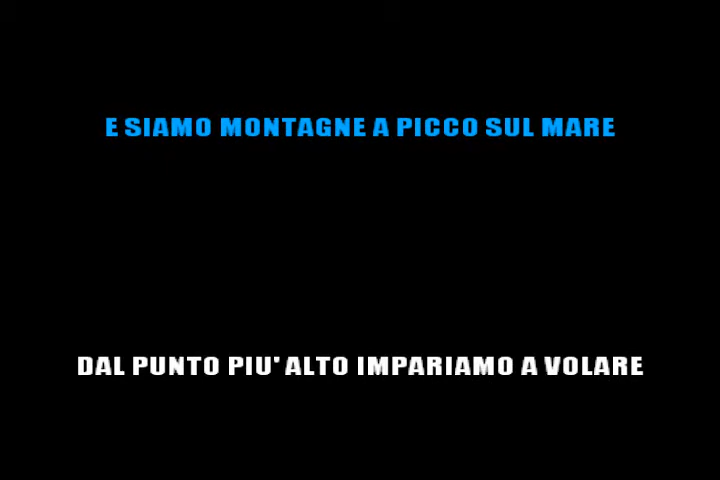 E SIAMO MONTAGNE A PICCO SUL MARE
DAL PUNTO PIU' ALTO IMPARIAMO A VOLARE